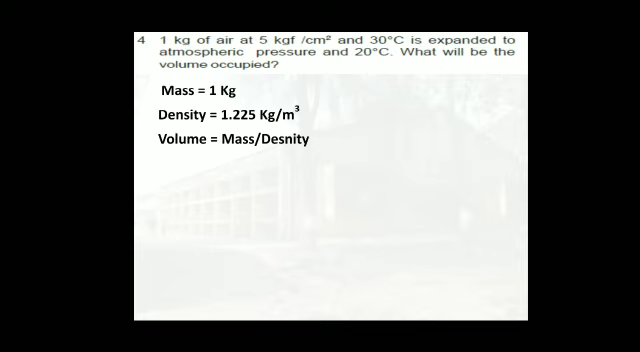 4 1 kg of air at 5 kgf /cm² and 30°C is expanded to
atmospheric pressure and 20°C. What will be the
volume occupied?
Mass = 1 Kg
Density = 1.225 Kg/m³
Volume = Mass/Desnity